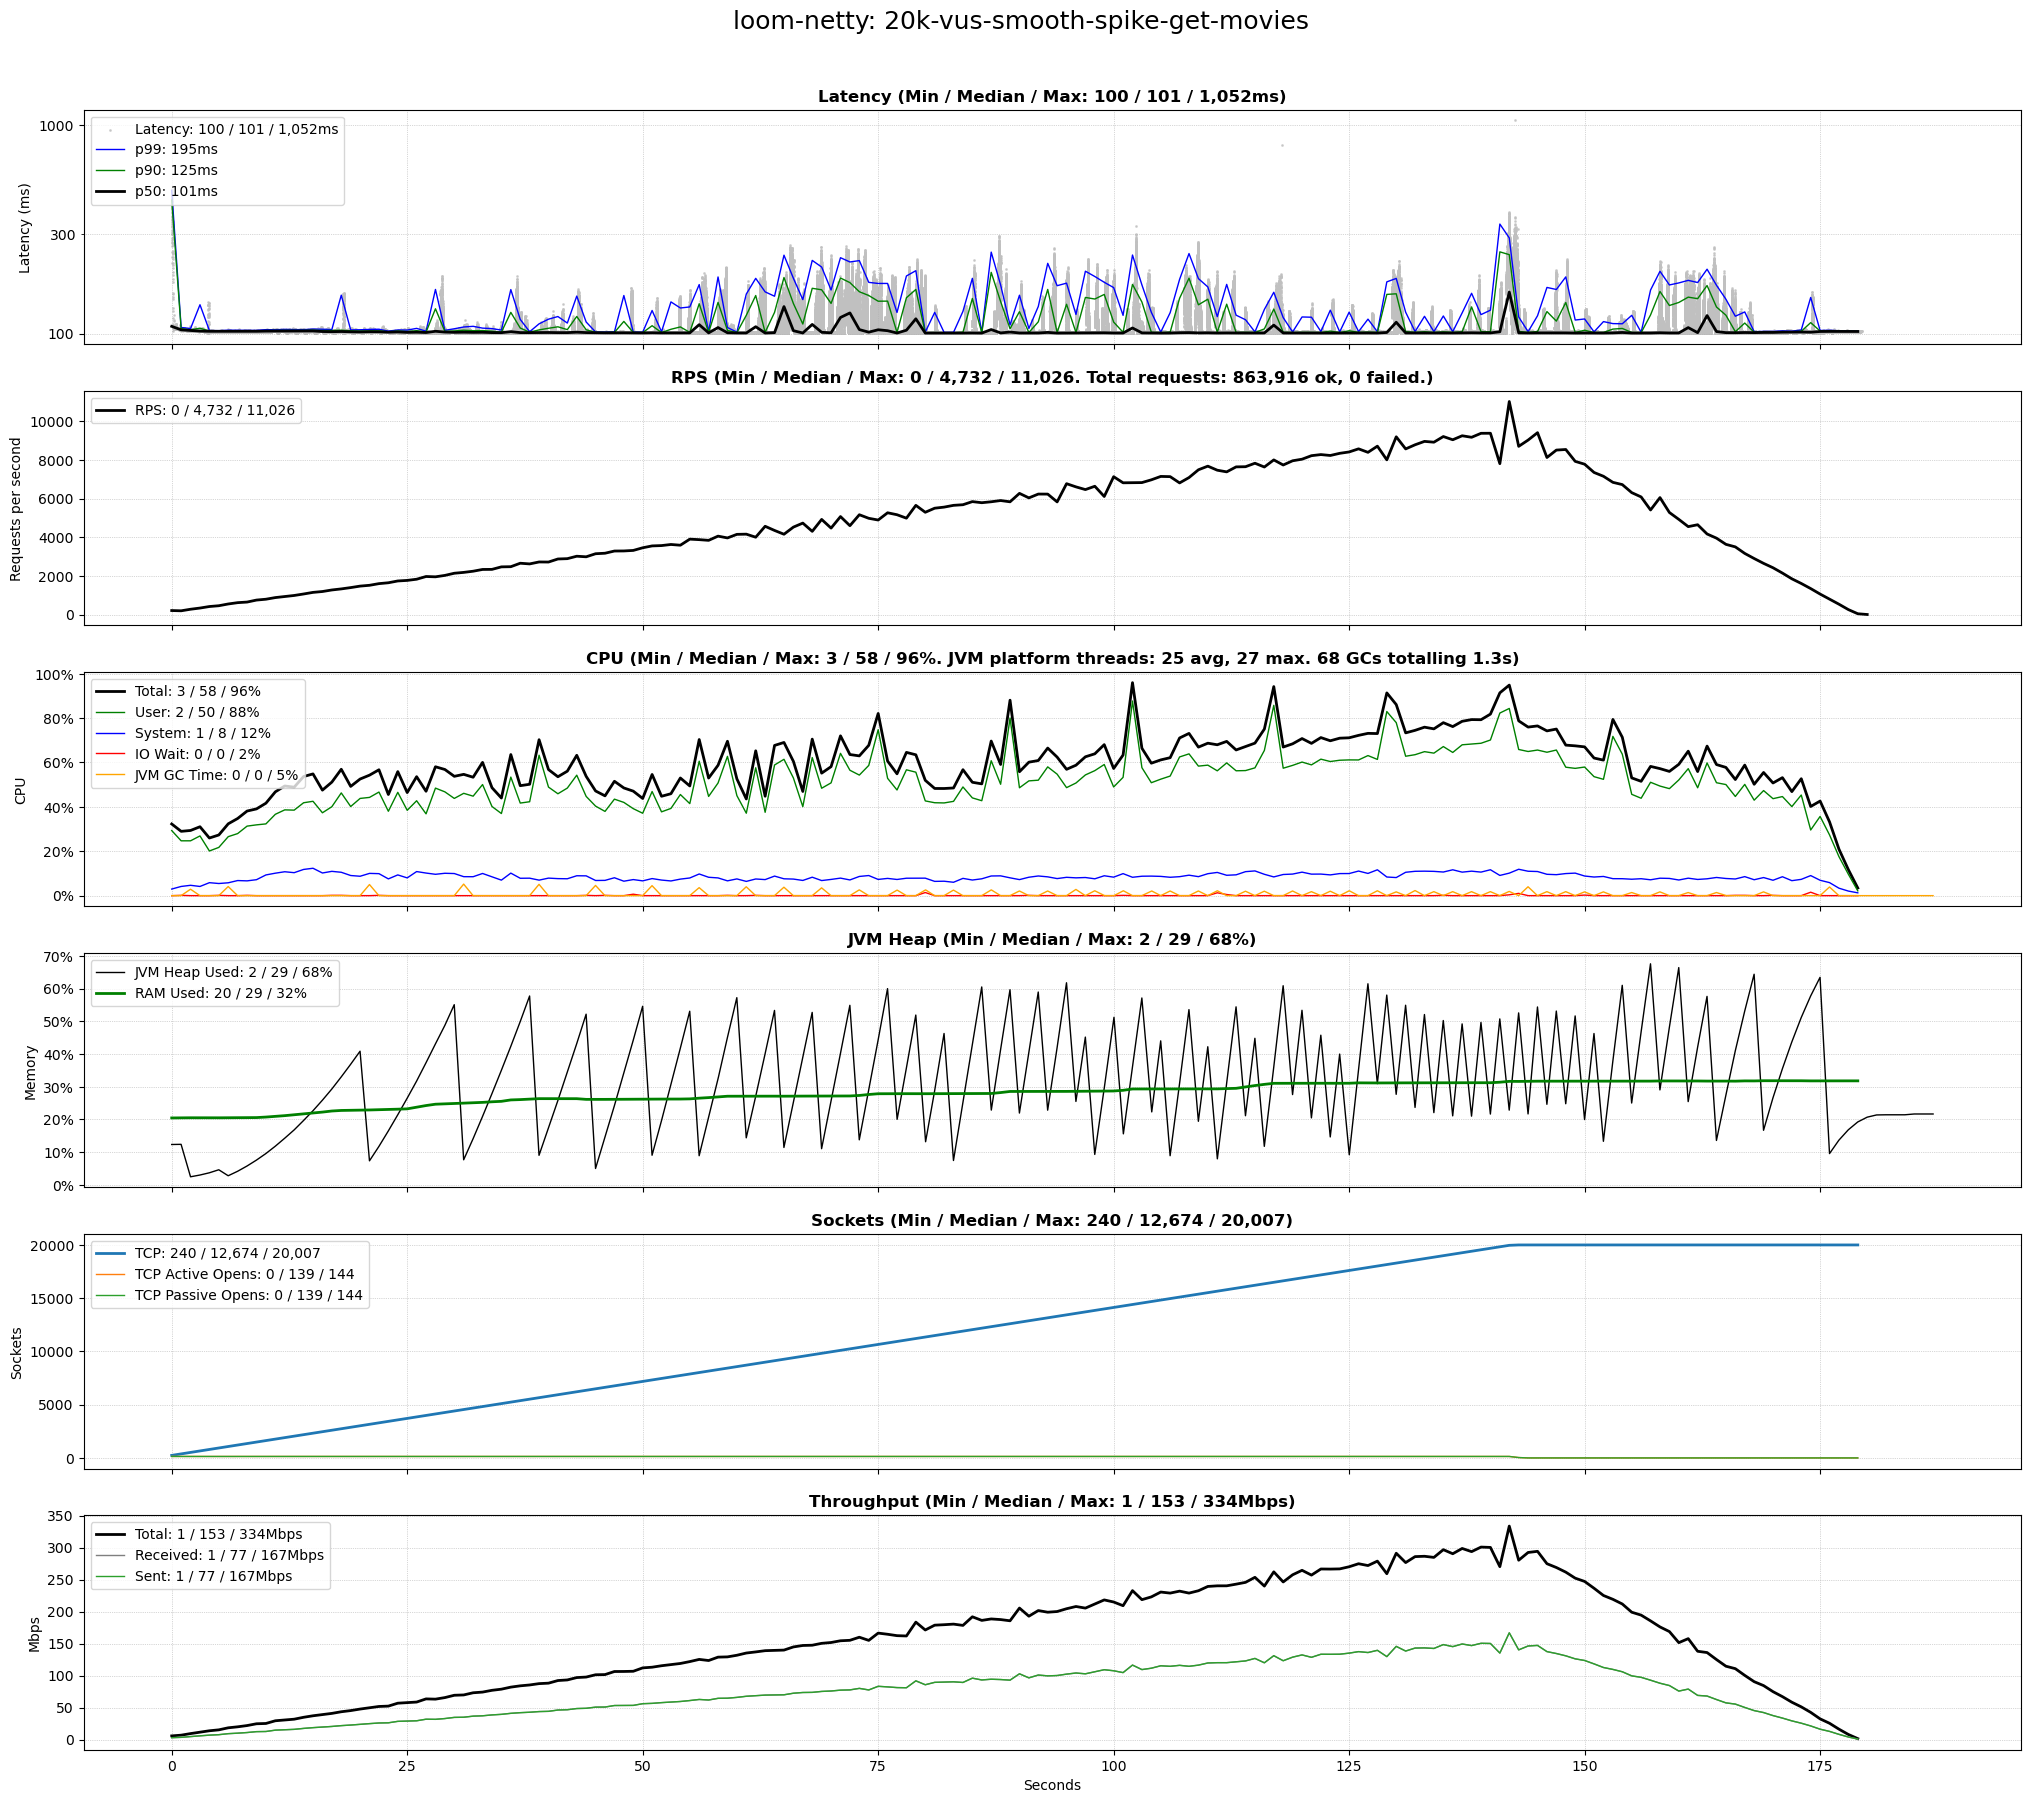 loom-netty: 20k-vus-smooth-spike-get-movies
Latency (Min / Median / Max: 100 / 101 / 1,052ms)
Latency (ms)
1000
300
100
Latency: 100 / 101 / 1,052ms
p99: 195ms
p90: 125ms
p50: 101ms
RPS (Min / Median / Max: 0 / 4,732 / 11,026. Total requests: 863,916 ok, 0 failed.)
Requests per second
10000
8000
6000
4000
2000
0
RPS: 0 / 4,732 / 11,026
CPU (Min / Median / Max: 3 / 58 / 96%. JVM platform threads: 25 avg, 27 max. 68 GCs totalling 1.3s)
CPU
100%
80%
60%
40%
20%
0%
Total: 3 / 58 / 96%
User: 2 / 50 / 88%
System: 1 / 8 / 12%
IO Wait: 0 / 0 / 2%
JVM GC Time: 0 / 0 / 5%
JVM Heap (Min / Median / Max: 2 / 29 / 68%)
Memory
70%
60%
50%
40%
30%
20%
10%
0%
JVM Heap Used: 2 / 29 / 68%
RAM Used: 20 / 29 / 32%
Sockets (Min / Median / Max: 240 / 12,674 / 20,007)
Sockets
20000
15000
10000
5000
0
TCP: 240 / 12,674 / 20,007
TCP Active Opens: 0 / 139 / 144
TCP Passive Opens: 0 / 139 / 144
Throughput (Min / Median / Max: 1 / 153 / 334Mbps)
Mbps
350
300
250
200
150
100
50
0
Total: 1 / 153 / 334Mbps
Received: 1 / 77 / 167Mbps
Sent: 1 / 77 / 167Mbps
0 25 50 75 100 125 150 175
Seconds